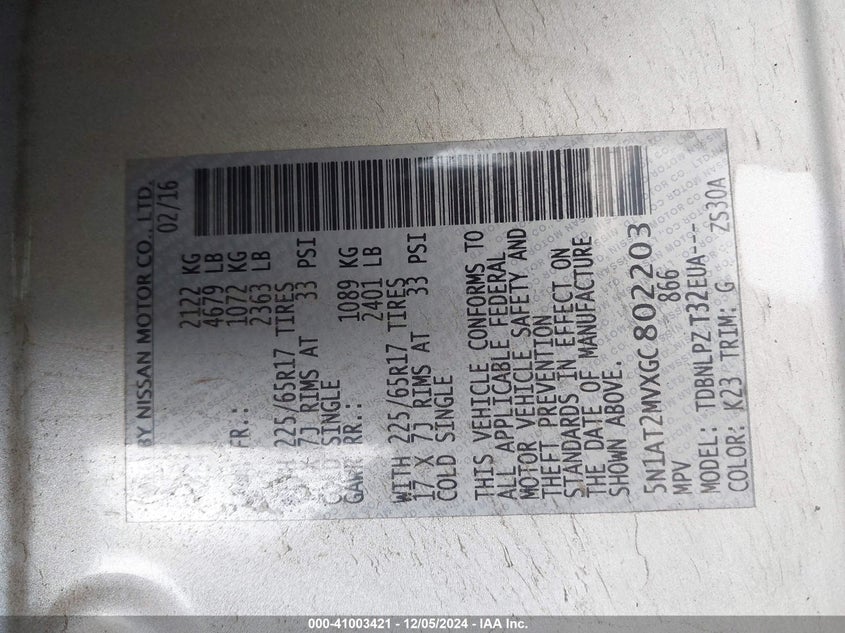 BY NISSAN MOTOR CO., LTD.
02/16
2122 KG
4679 LB
FR.: 1072 KG
2363 LB
225/65R17 TIRES
7J RIMS AT 33 PSI
SINGLE
RR.: 1089 KG
2401 LB
WITH 225/65R17 TIRES
17 X 7J RIMS AT 33 PSI
COLD SINGLE
THIS VEHICLE CONFORMS TO
ALL APPLICABLE FEDERAL
MOTOR VEHICLE SAFETY AND
THEFT PREVENTION
STANDARDS IN EFFECT ON
THE DATE OF MANUFACTURE
SHOWN ABOVE.
5N1AT2MVXGC802203
MPV 866
MODEL: TDBNLPZ T32EUA---
COLOR: K23 TRIM: G ZS30A
000-41003421 - 12/05/2024 - IAA Inc.